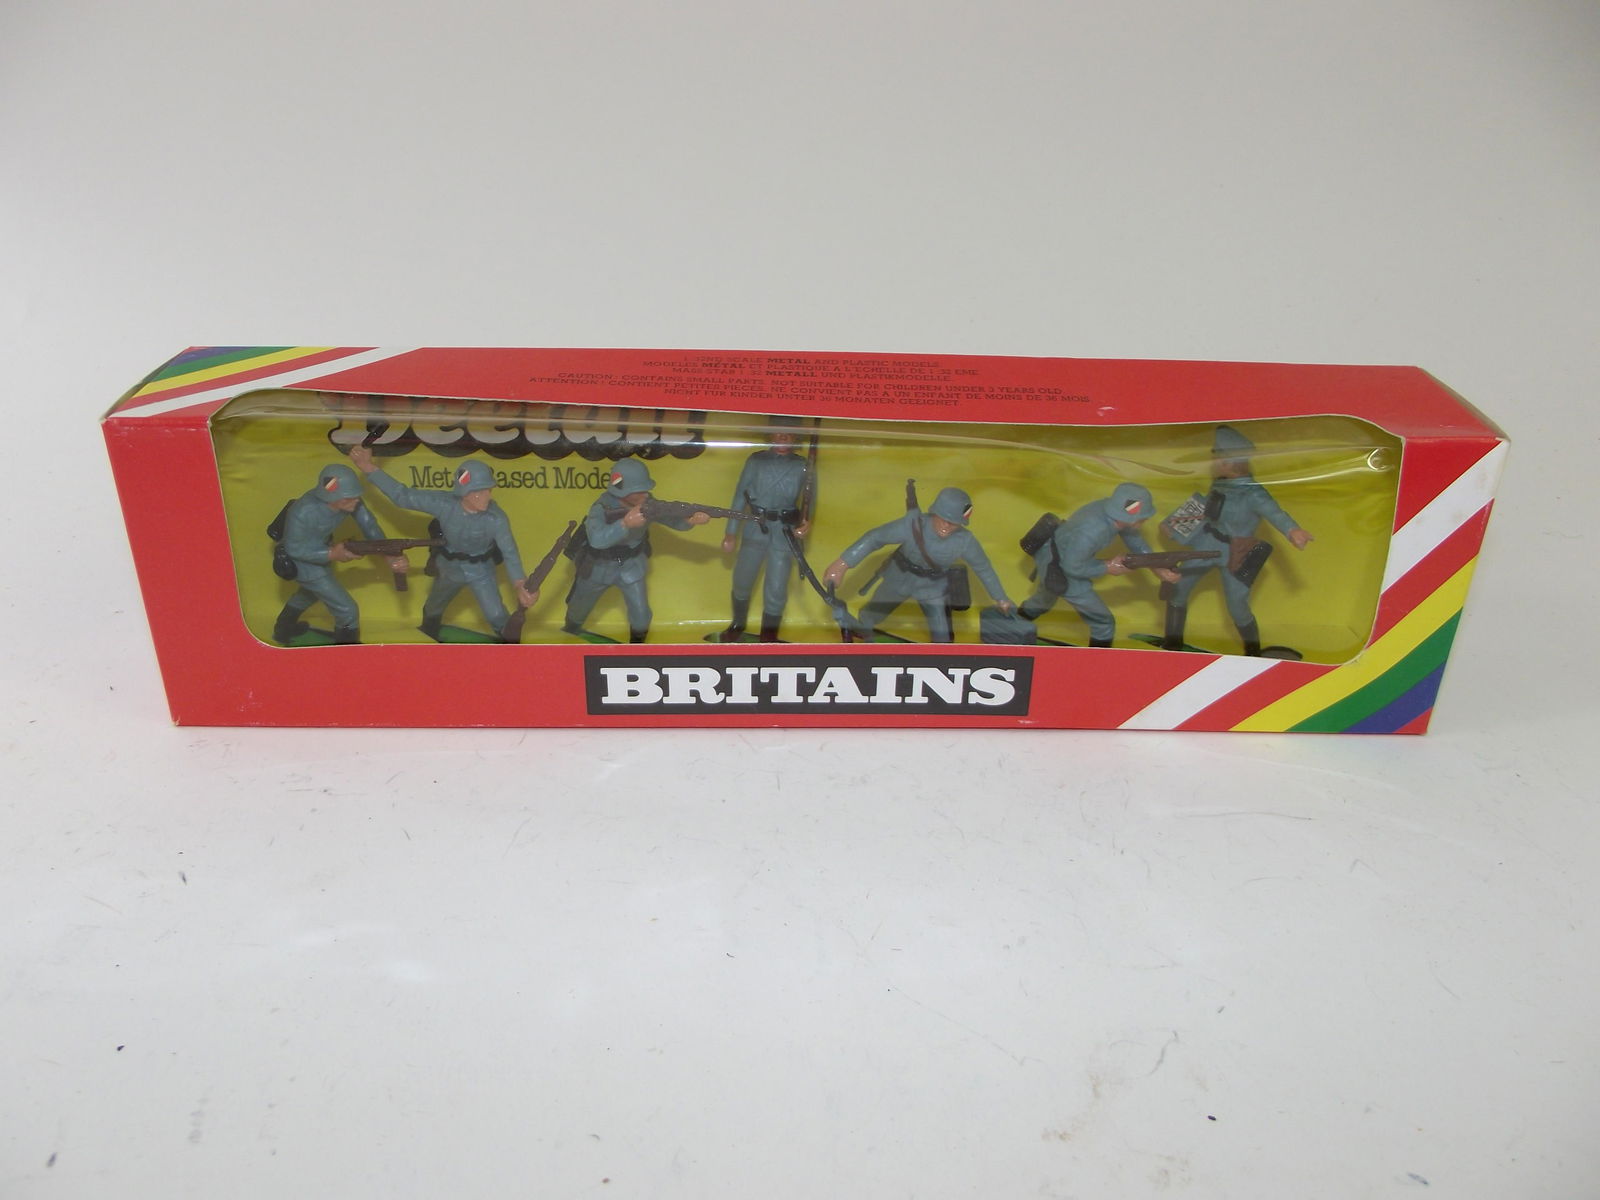 1:32ND SCALE METAL AND PLASTIC MODELS
MODELES MÉTAL ET PLASTIQUE A L'ECHELLE DE 1:32 EME
MASS STAB 1:32 METALL UND PLASTIKMODELLE
CAUTION: CONTAINS SMALL PARTS. NOT SUITABLE FOR CHILDREN UNDER 3 YEARS OLD.
ATTENTION: CONTIENT PETITES PIECES. NE CONVIENT PAS A UN ENFANT DE MOINS DE 36 MOIS.
NICHT FUR KINDER UNTER 36 MONATEN GEEIGNET.
Deetail
Metal Based Models
BRITAINS